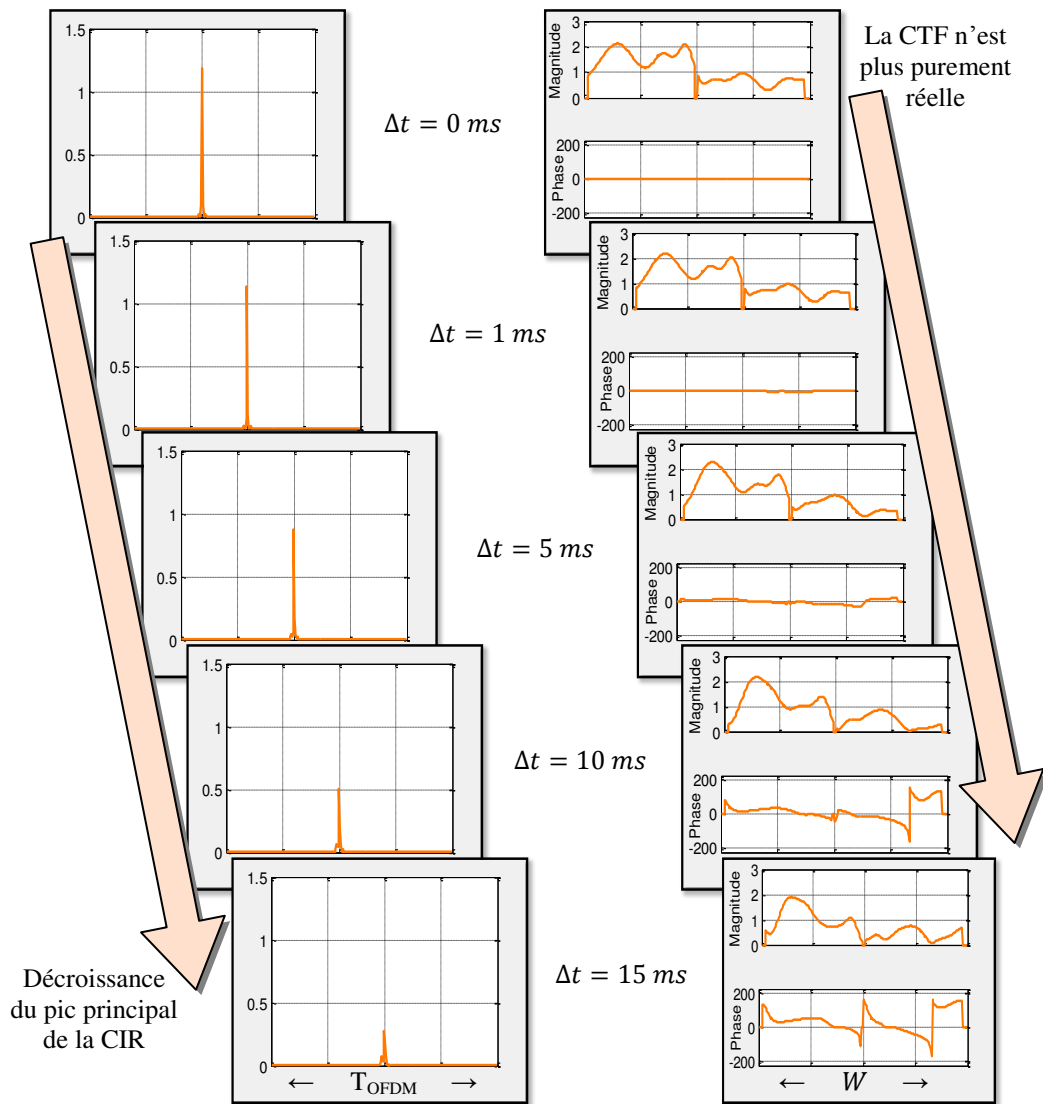 1.5
1
0.5
0
Δt = 0 ms
Magnitude
3
2
1
0
Phase
200
0
-200
La CTF n’est
plus purement
réelle
1.5
1
0.5
0
Δt = 1 ms
Magnitude
3
2
1
0
Phase
200
0
-200
1.5
1
0.5
0
Δt = 5 ms
Magnitude
3
2
1
0
Phase
200
0
-200
1.5
1
0.5
0
Δt = 10 ms
Magnitude
3
2
1
0
Phase
200
0
-200
1.5
1
0.5
0
← T_OFDM →
Δt = 15 ms
Magnitude
3
2
1
0
Phase
200
0
-200
← W →
Décroissance
du pic principal
de la CIR